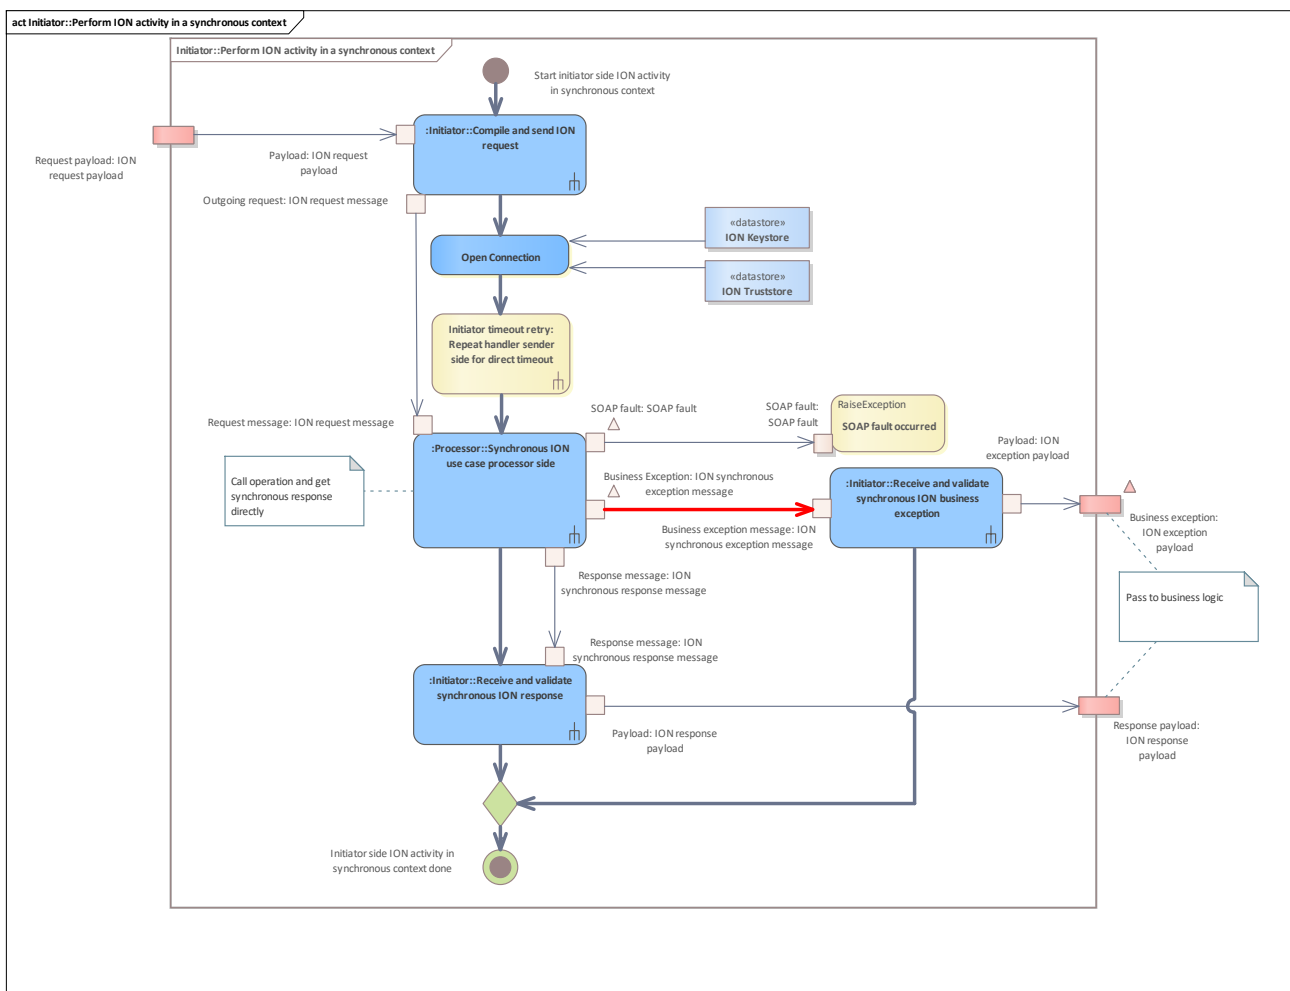 act Initiator::Perform ION activity in a synchronous context
Initiator::Perform ION activity in a synchronous context
Start initiator side ION activity
in synchronous context
:Initiator::Compile and send ION
request
Request payload: ION
request payload
Payload: ION request
payload
Outgoing request: ION request message
«datastore»
ION Keystore
Open Connection
«datastore»
ION Truststore
Initiator timeout retry:
Repeat handler sender
side for direct timeout
Request message: ION request message
SOAP fault: SOAP fault
SOAP fault:
SOAP fault
RaiseException
SOAP fault occurred
:Processor::Synchronous ION
use case processor side
Call operation and get
synchronous response
directly
Business Exception: ION synchronous
exception message
Business exception message: ION
synchronous exception message
:Initiator::Receive and validate
synchronous ION business
exception
Payload: ION
exception payload
Business exception:
ION exception
payload
Pass to business logic
Response message: ION
synchronous response message
Response message: ION
synchronous response message
:Initiator::Receive and validate
synchronous ION response
Payload: ION response
payload
Response payload:
ION response
payload
Initiator side ION activity in
synchronous context done